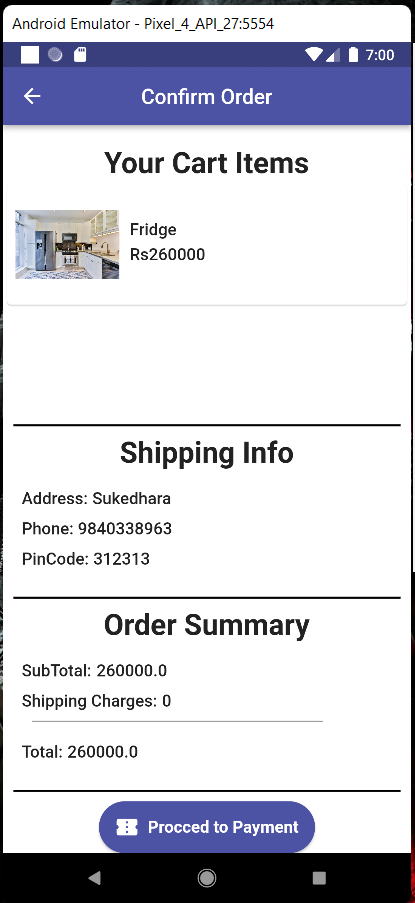 Android Emulator - Pixel_4_API_27:5554
7:00
Confirm Order
Your Cart Items
Fridge
Rs260000
Shipping Info
Address: Sukedhara
Phone: 9840338963
PinCode: 312313
Order Summary
SubTotal: 260000.0
Shipping Charges: 0
Total: 260000.0
Procced to Payment